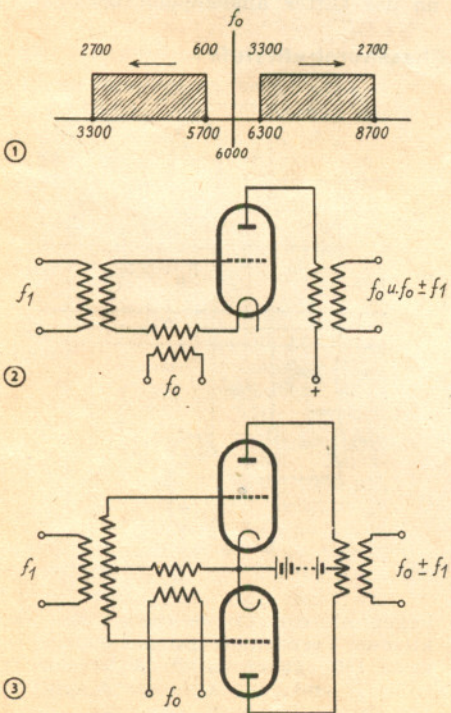 f₀
2700 600 3300 2700
3300 5700 6300 8700
6000
①
f₁
f₀ u. f₀ ± f₁
f₀
+
②
f₁
f₀ ± f₁
f₀
③